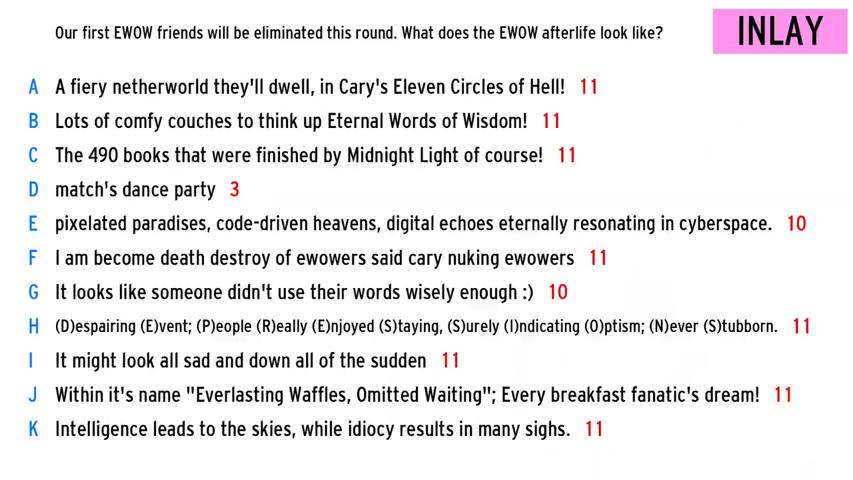 Our first EWOW friends will be eliminated this round. What does the EWOW afterlife look like?
INLAY
A A fiery netherworld they'll dwell, in Cary's Eleven Circles of Hell! 11
B Lots of comfy couches to think up Eternal Words of Wisdom! 11
C The 490 books that were finished by Midnight Light of course! 11
D match's dance party 3
E pixelated paradises, code-driven heavens, digital echoes eternally resonating in cyberspace. 10
F I am become death destroy of ewowers said cary nuking ewowers 11
G It looks like someone didn't use their words wisely enough :) 10
H (D)espairing (E)vent; (P)eople (R)eally (E)njoyed (S)taying, (S)urely (I)ndicating (O)ptism; (N)ever (S)tubborn. 11
I It might look all sad and down all of the sudden 11
J Within it's name "Everlasting Waffles, Omitted Waiting"; Every breakfast fanatic's dream! 11
K Intelligence leads to the skies, while idiocy results in many sighs. 11